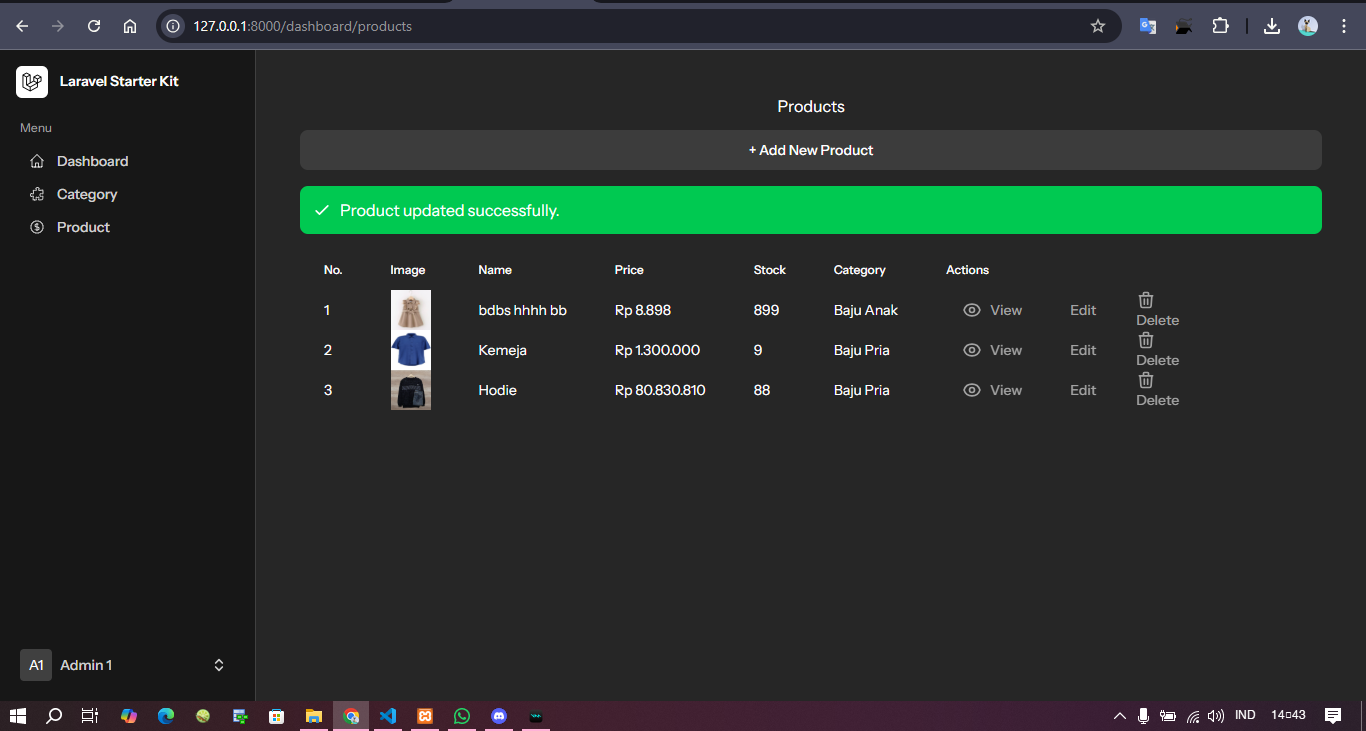 127.0.0.1:8000/dashboard/products
Laravel Starter Kit
Menu
Dashboard
Category
Product
Products
+ Add New Product
Product updated successfully.
No. Image Name Price Stock Category Actions
1 bdbs hhhh bb Rp 8.898 899 Baju Anak View Edit Delete
2 Kemeja Rp 1.300.000 9 Baju Pria View Edit Delete
3 Hodie Rp 80.830.810 88 Baju Pria View Edit Delete
A1 Admin 1
IND 14:43